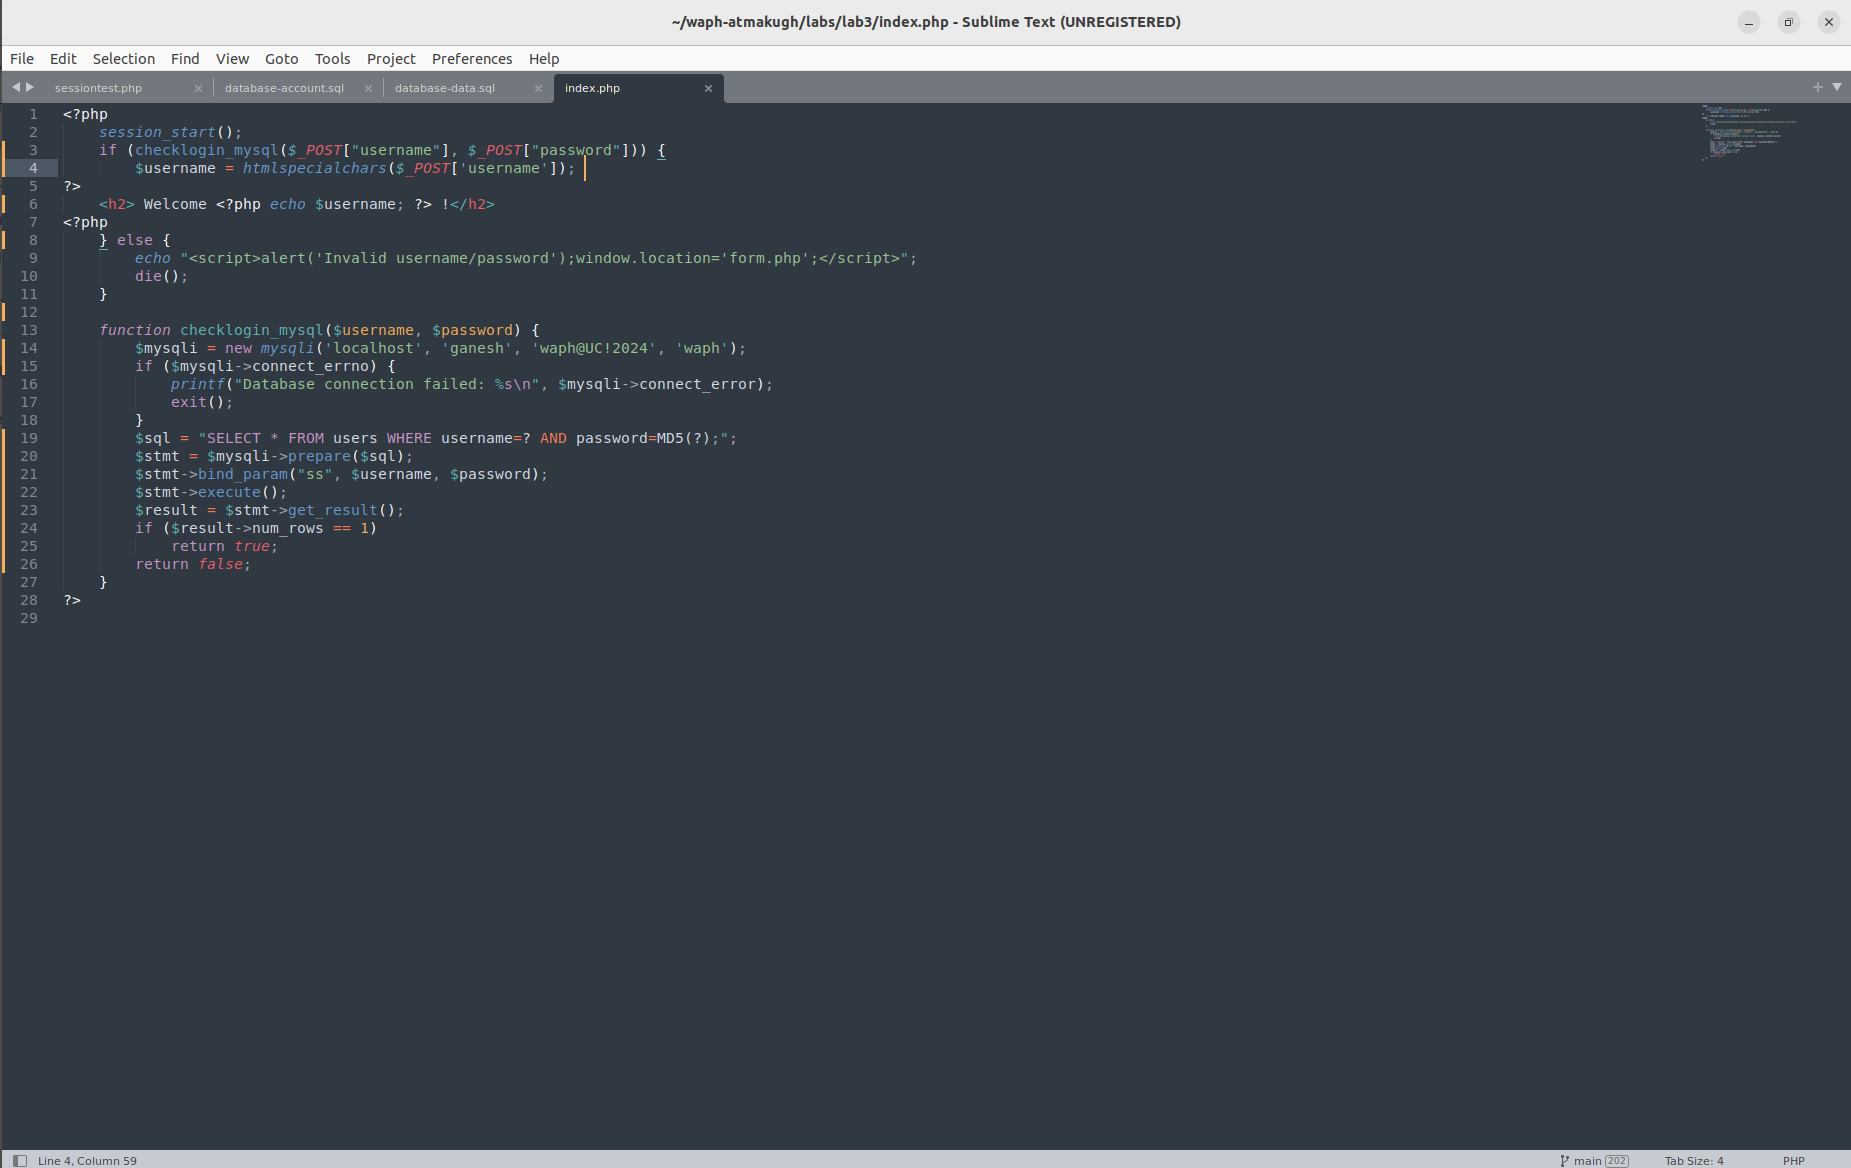 ~/waph-atmakugh/labs/lab3/index.php - Sublime Text (UNREGISTERED)
File Edit Selection Find View Goto Tools Project Preferences Help
sessiontest.php × database-account.sql × database-data.sql × index.php ×
1 <?php
2     session_start();
3     if (checklogin_mysql($_POST["username"], $_POST["password"])) {
4         $username = htmlspecialchars($_POST['username']);
5 ?>
6     <h2> Welcome <?php echo $username; ?> !</h2>
7 <?php
8     } else {
9         echo "<script>alert('Invalid username/password');window.location='form.php';</script>";
10         die();
11     }
12
13     function checklogin_mysql($username, $password) {
14         $mysqli = new mysqli('localhost', 'ganesh', 'waph@UC!2024', 'waph');
15         if ($mysqli->connect_errno) {
16             printf("Database connection failed: %s\n", $mysqli->connect_error);
17             exit();
18         }
19         $sql = "SELECT * FROM users WHERE username=? AND password=MD5(?);";
20         $stmt = $mysqli->prepare($sql);
21         $stmt->bind_param("ss", $username, $password);
22         $stmt->execute();
23         $result = $stmt->get_result();
24         if ($result->num_rows == 1)
25             return true;
26         return false;
27     }
28 ?>
29
Line 4, Column 59 main 202 Tab Size: 4 PHP